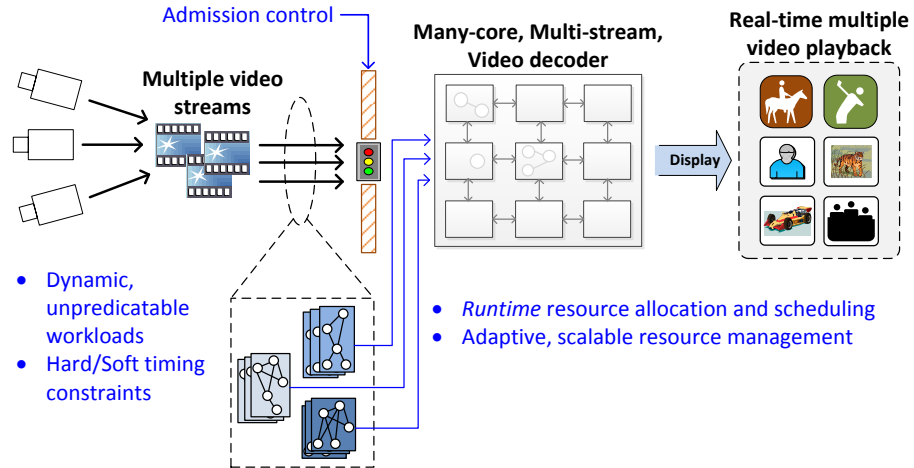 Admission control
Many-core, Multi-stream,
Video decoder
Real-time multiple
video playback
Multiple video
streams
Display
• Dynamic,
unpredicatable
workloads
• Hard/Soft timing
constraints
• Runtime resource allocation and scheduling
• Adaptive, scalable resource management